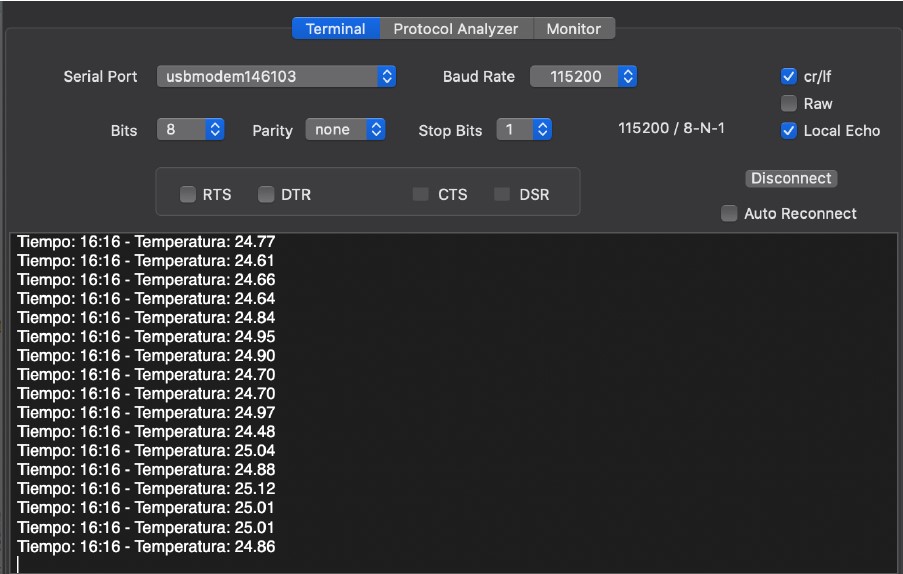 Terminal Protocol Analyzer Monitor
Serial Port usbmodem146103 Baud Rate 115200 cr/lf
Raw
Bits 8 Parity none Stop Bits 1 115200 / 8-N-1 Local Echo
Disconnect
RTS DTR CTS DSR
Auto Reconnect
Tiempo: 16:16 - Temperatura: 24.77
Tiempo: 16:16 - Temperatura: 24.61
Tiempo: 16:16 - Temperatura: 24.66
Tiempo: 16:16 - Temperatura: 24.64
Tiempo: 16:16 - Temperatura: 24.84
Tiempo: 16:16 - Temperatura: 24.95
Tiempo: 16:16 - Temperatura: 24.90
Tiempo: 16:16 - Temperatura: 24.70
Tiempo: 16:16 - Temperatura: 24.70
Tiempo: 16:16 - Temperatura: 24.97
Tiempo: 16:16 - Temperatura: 24.48
Tiempo: 16:16 - Temperatura: 25.04
Tiempo: 16:16 - Temperatura: 24.88
Tiempo: 16:16 - Temperatura: 25.12
Tiempo: 16:16 - Temperatura: 25.01
Tiempo: 16:16 - Temperatura: 25.01
Tiempo: 16:16 - Temperatura: 24.86